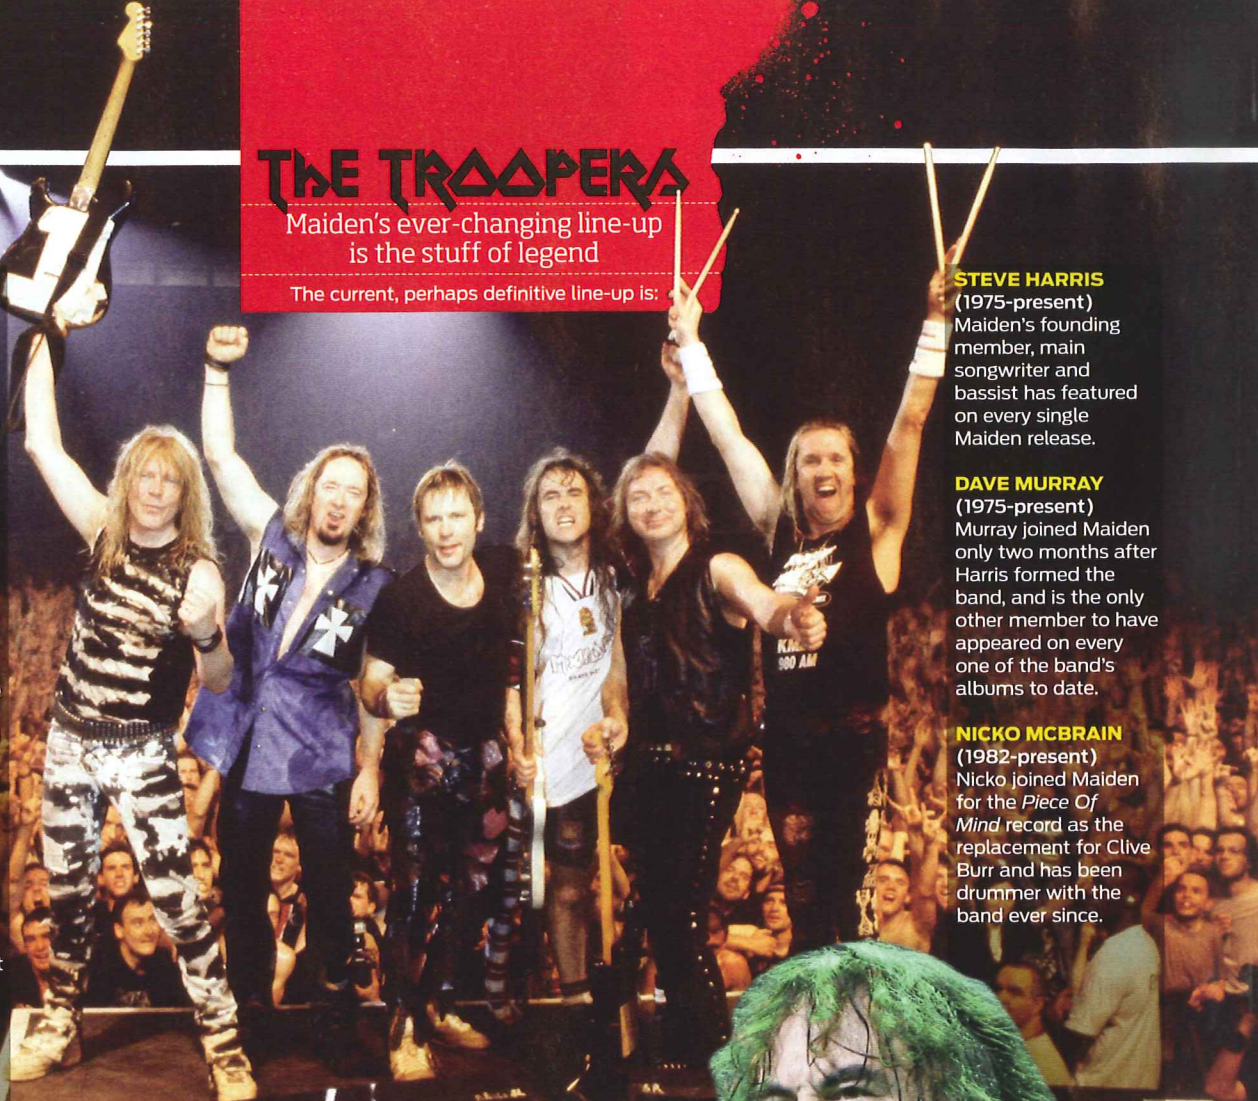 THE TROOPERS
Maiden's ever-changing line-up
is the stuff of legend
The current, perhaps definitive line-up is:
STEVE HARRIS
(1975-present)
Maiden's founding
member, main
songwriter and
bassist has featured
on every single
Maiden release.
DAVE MURRAY
(1975-present)
Murray joined Maiden
only two months after
Harris formed the
band, and is the only
other member to have
appeared on every
one of the band's
albums to date.
NICKO MCBRAIN
(1982-present)
Nicko joined Maiden
for the Piece Of
Mind record as the
replacement for Clive
Burr and has been
drummer with the
band ever since.
980 AM